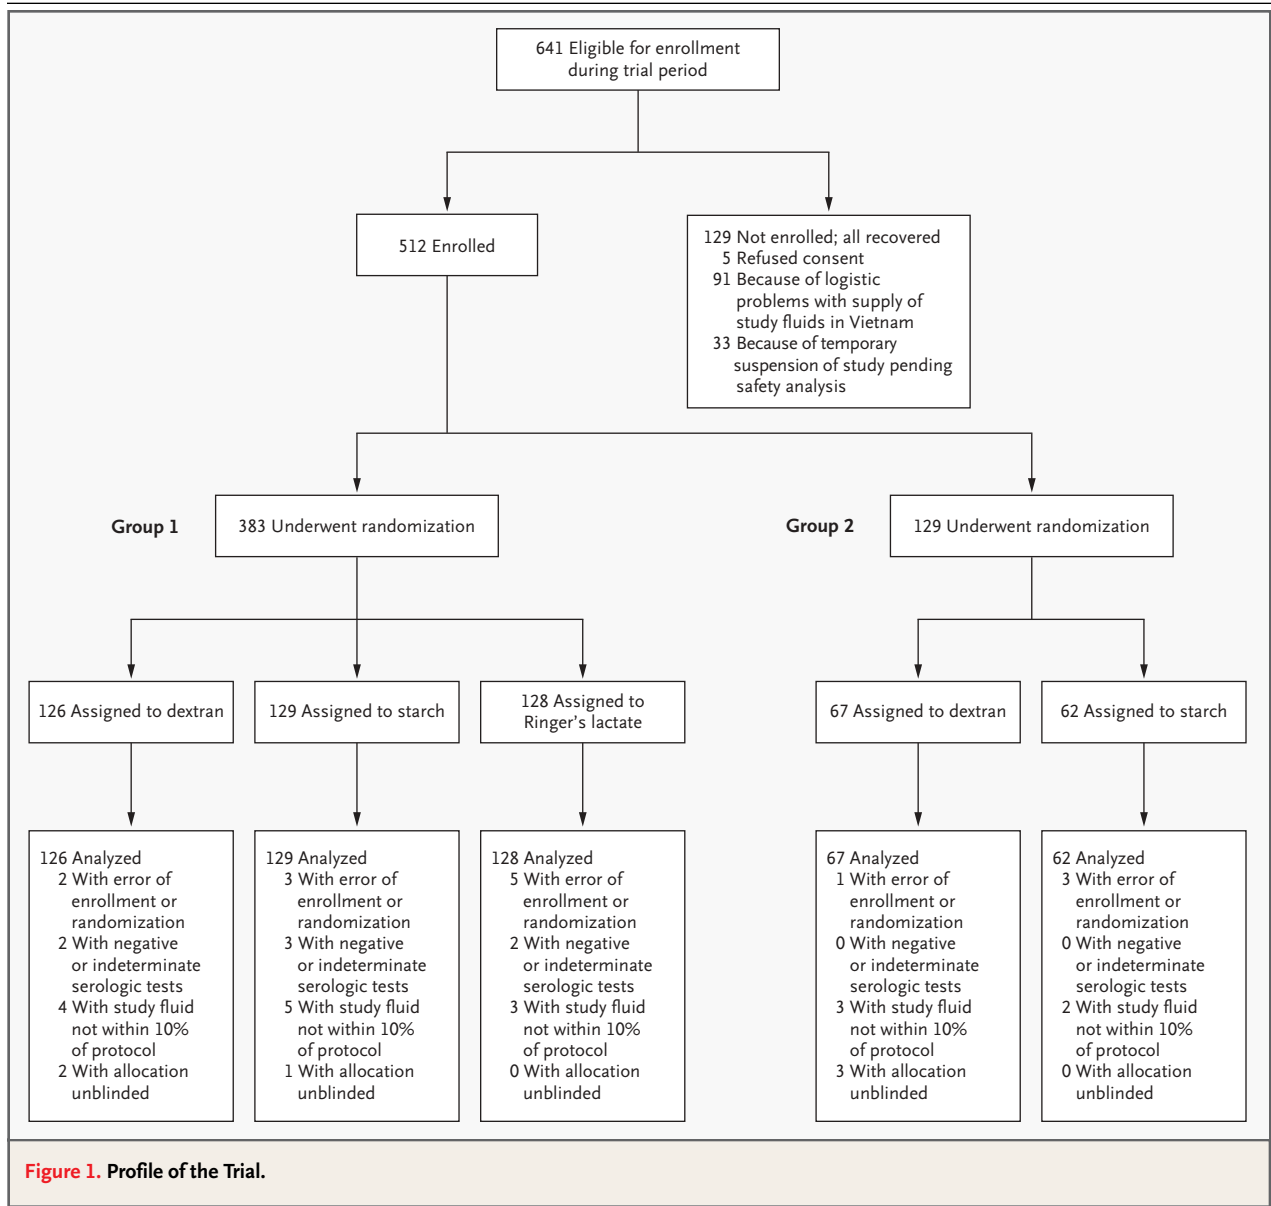 641 Eligible for enrollment
during trial period
512 Enrolled
129 Not enrolled; all recovered
5 Refused consent
91 Because of logistic
problems with supply of
study fluids in Vietnam
33 Because of temporary
suspension of study pending
safety analysis
Group 1
383 Underwent randomization
Group 2
129 Underwent randomization
126 Assigned to dextran
129 Assigned to starch
128 Assigned to
Ringer's lactate
67 Assigned to dextran
62 Assigned to starch
126 Analyzed
2 With error of
enrollment or
randomization
2 With negative
or indeterminate
serologic tests
4 With study fluid
not within 10%
of protocol
2 With allocation
unblinded
129 Analyzed
3 With error of
enrollment or
randomization
3 With negative
or indeterminate
serologic tests
5 With study fluid
not within 10%
of protocol
1 With allocation
unblinded
128 Analyzed
5 With error of
enrollment or
randomization
2 With negative
or indeterminate
serologic tests
3 With study fluid
not within 10%
of protocol
0 With allocation
unblinded
67 Analyzed
1 With error of
enrollment or
randomization
0 With negative
or indeterminate
serologic tests
3 With study fluid
not within 10%
of protocol
3 With allocation
unblinded
62 Analyzed
3 With error of
enrollment or
randomization
0 With negative
or indeterminate
serologic tests
2 With study fluid
not within 10%
of protocol
0 With allocation
unblinded
Figure 1. Profile of the Trial.